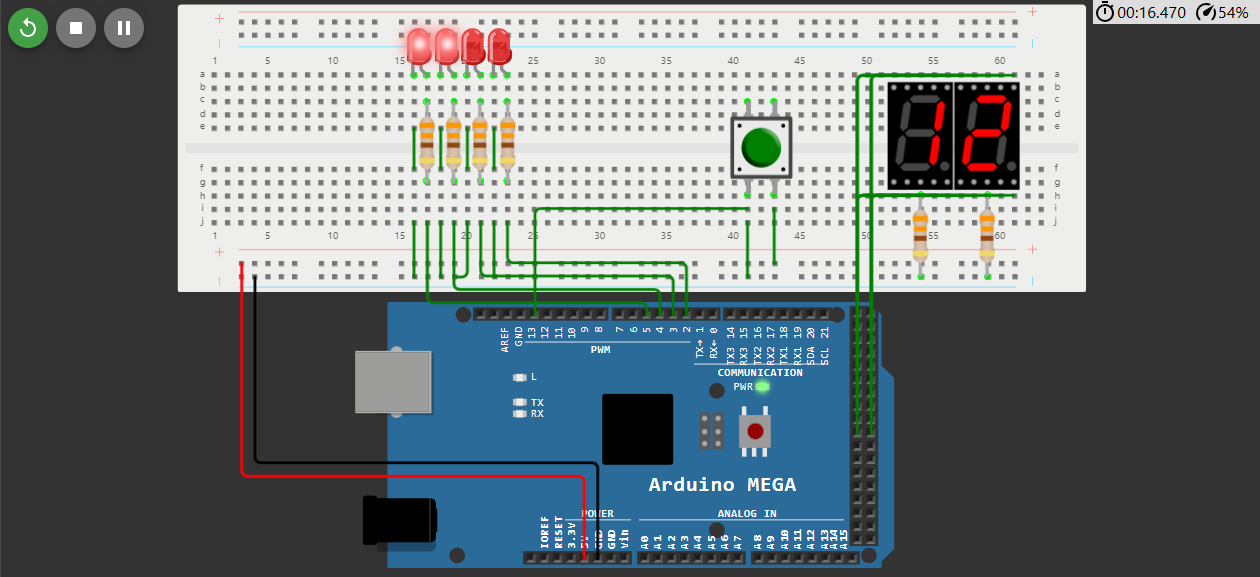 00:16.470 54%
1 5 10 15 20 25 30 35 40 45 50 55 60
a a
b b
c c
d d
e e
12
f f
g g
h h
i i
j j
1 5 10 15 20 25 30 35 40 45 50 55 60
AREF GND 13 12 11 10 9 8 7 6 5 4 3 2 TX→ 1 RX← 0 TX3 14 RX3 15 TX2 16 RX2 17 TX1 18 RX1 19 SDA 20 SCL 21
PWM
COMMUNICATION
L
PWR
TX
RX
Arduino MEGA
POWER ANALOG IN
IOREF RESET 3.3V 5V GND GND Vin A0 A1 A2 A3 A4 A5 A6 A7 A8 A9 A10 A11 A12 A13 A14 A15